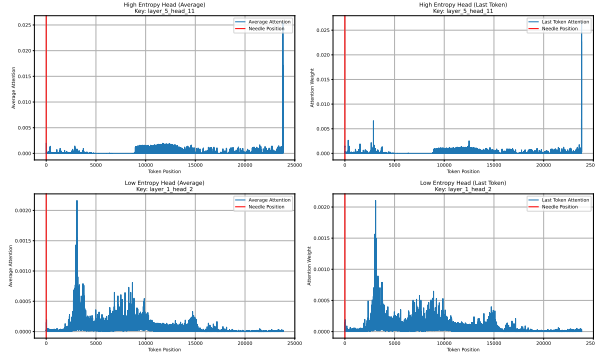 High Entropy Head (Average)
Key: layer_5_head_11
Average Attention
Needle Position
0.025
0.020
0.015
0.010
0.005
0.000
Average Attention
0
5000
10000
15000
20000
25000
Token Position
High Entropy Head (Last Token)
Key: layer_5_head_11
Last Token Attention
Needle Position
0.025
0.020
0.015
0.010
0.005
0.000
Attention Weight
0
5000
10000
15000
20000
2500
Token Position
Low Entropy Head (Average)
Key: layer_1_head_2
Average Attention
Needle Position
0.0020
0.0015
0.0010
0.0005
0.0000
Average Attention
0
5000
10000
15000
20000
25000
Token Position
Low Entropy Head (Last Token)
Key: layer_1_head_2
Last Token Attention
Needle Position
0.0020
0.0015
0.0010
0.0005
0.0000
Attention Weight
0
5000
10000
15000
20000
2500
Token Position